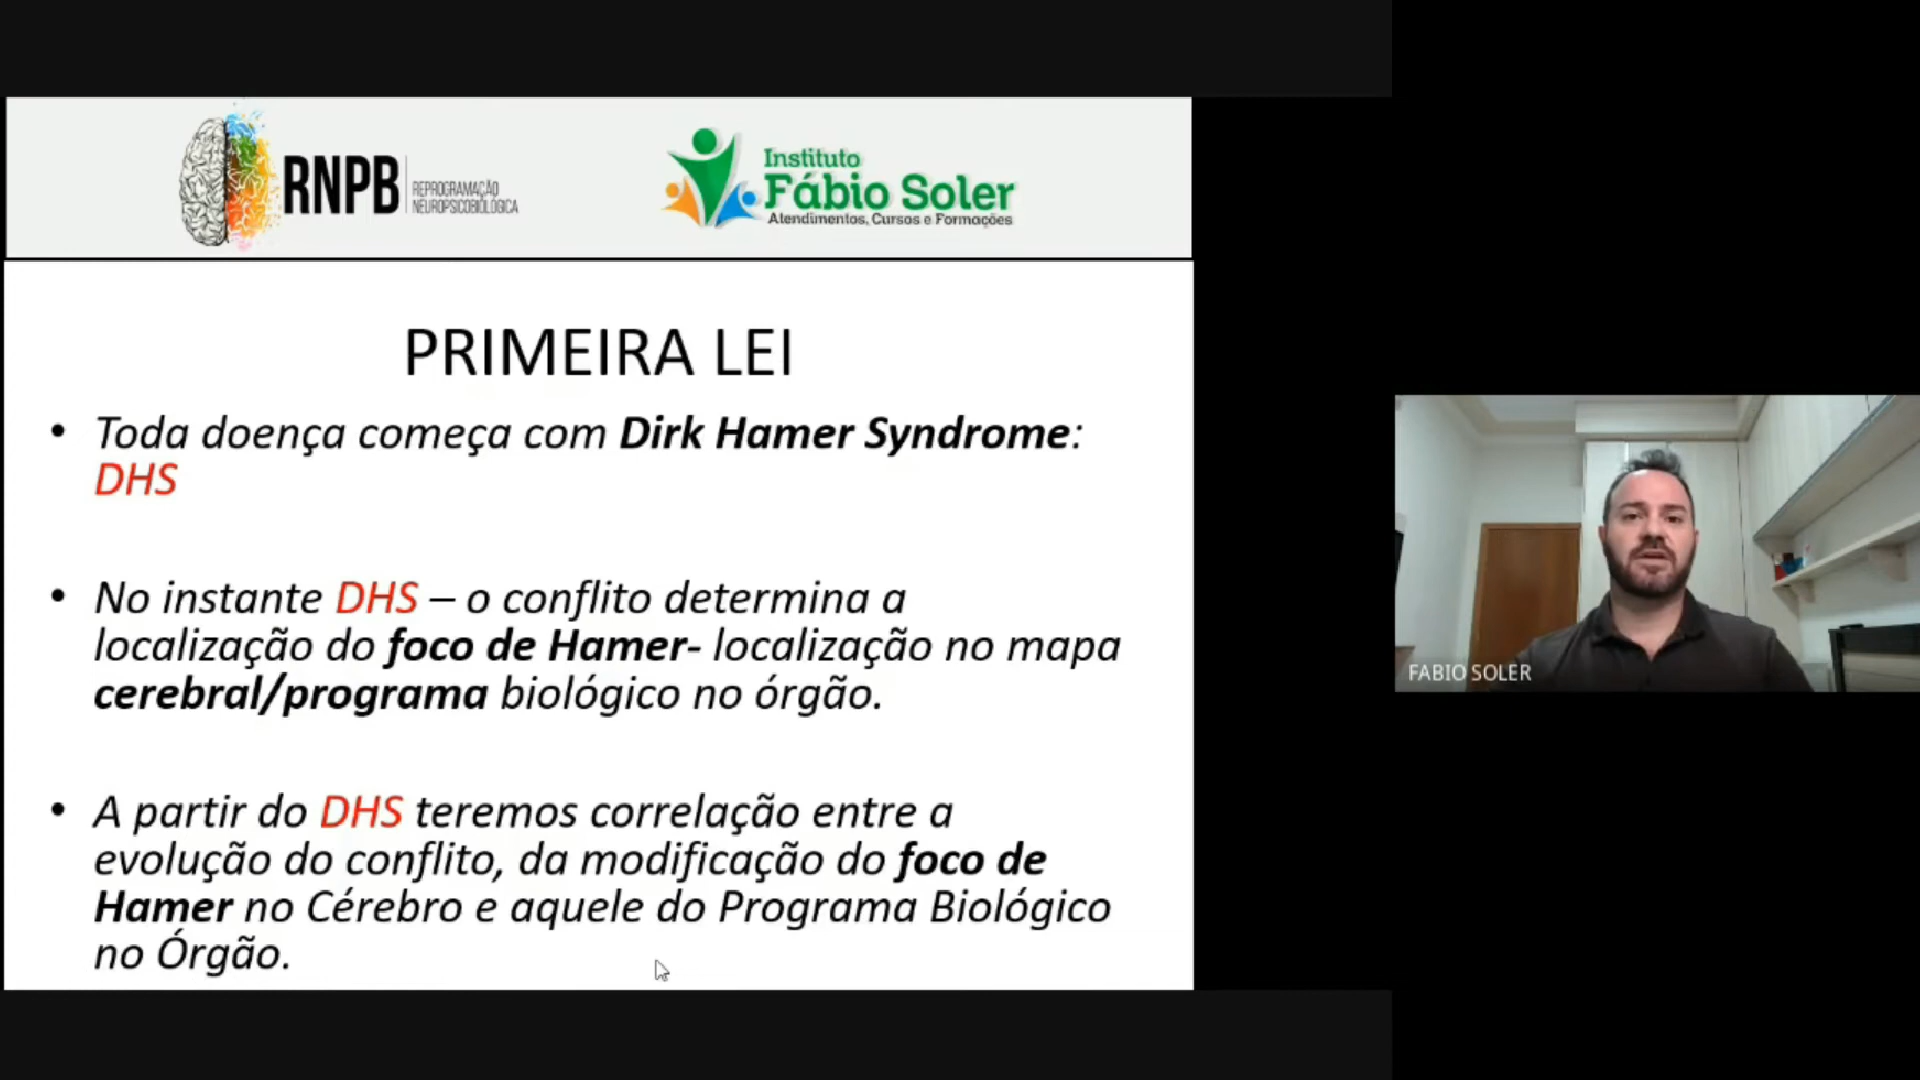 RNPB
REPROGRAMAÇÃO
NEUROPSICOBIOLÓGICA
Instituto
Fábio Soler
Atendimentos, Cursos e Formações
PRIMEIRA LEI
• Toda doença começa com Dirk Hamer Syndrome:
DHS
• No instante DHS – o conflito determina a
localização do foco de Hamer- localização no mapa
cerebral/programa biológico no órgão.
• A partir do DHS teremos correlação entre a
evolução do conflito, da modificação do foco de
Hamer no Cérebro e aquele do Programa Biológico
no Órgão.
FABIO SOLER